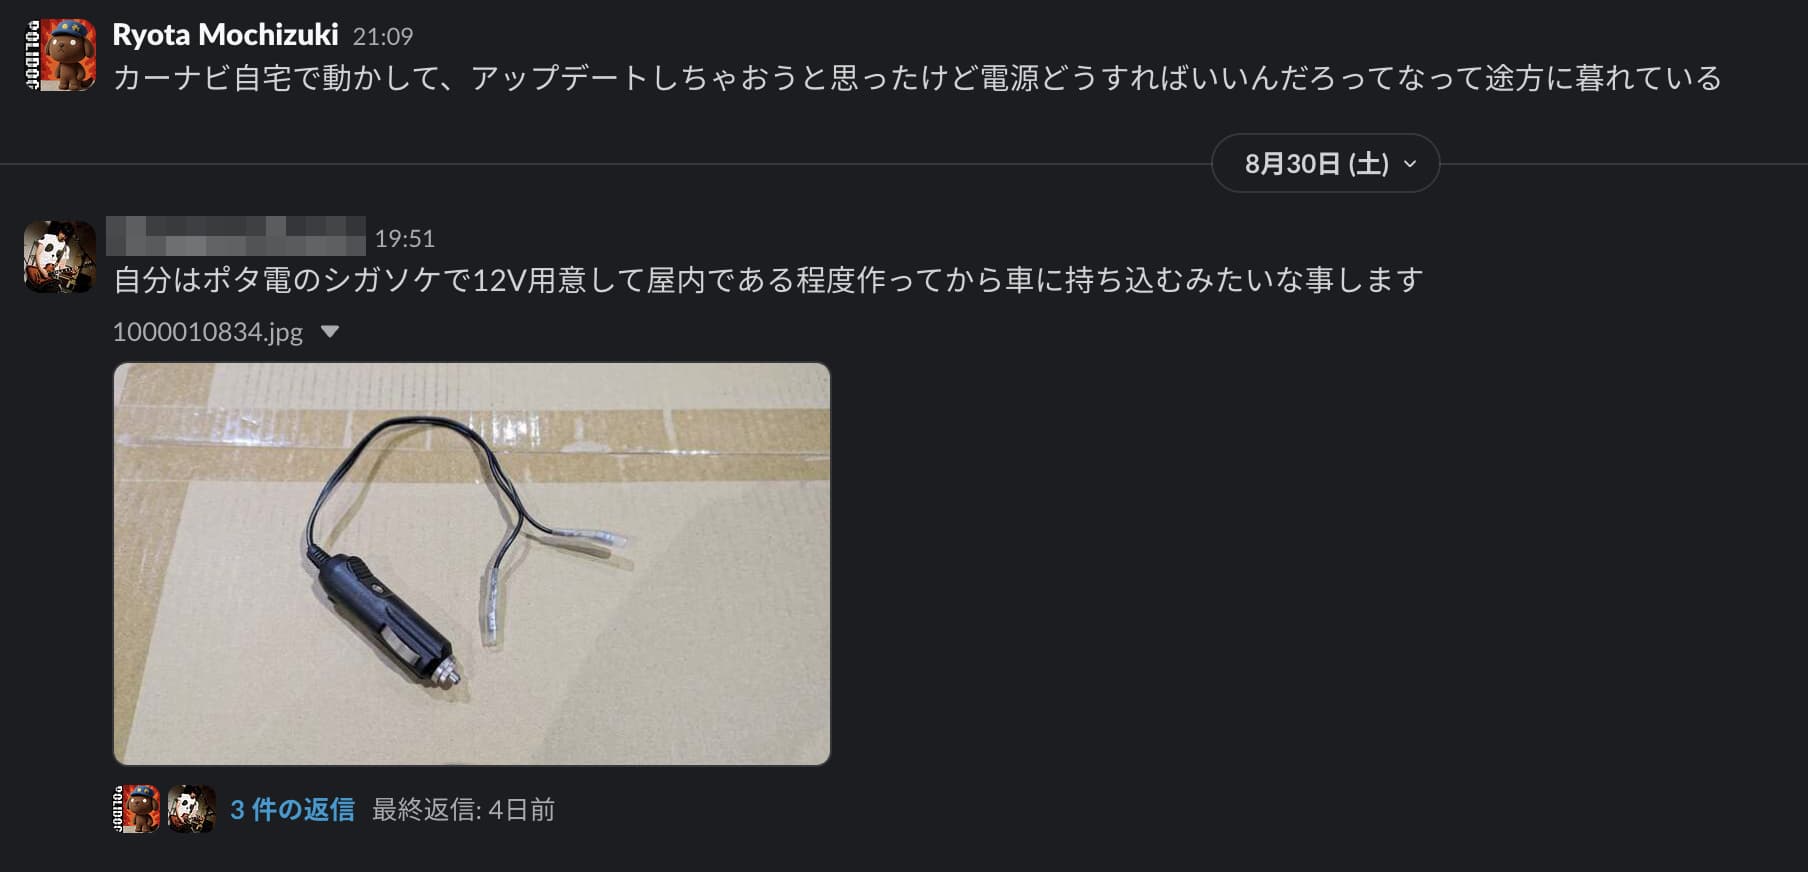 Ryota Mochizuki 21:09
カーナビ自宅で動かして、アップデートしちゃおうと思ったけど電源どうすればいいんだろってなって途方に暮れている
8月30日 (土)
19:51
自分はポタ電のシガソケで12V用意して屋内である程度作ってから車に持ち込むみたいな事します
1000010834.jpg
3 件の返信 最終返信: 4日前